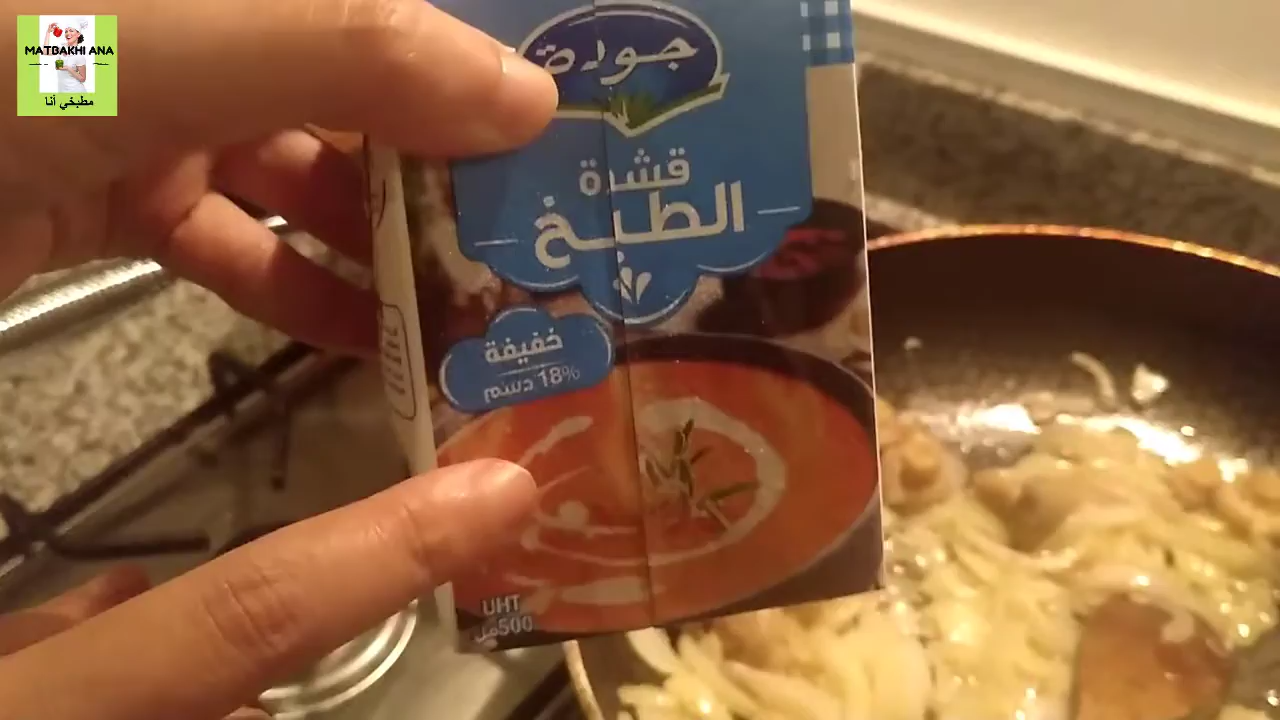 MATBAKHI ANA
مطبخي أنا
جودة
قشدة
الطبخ
خفيفة
18% دسم
UHT
500مل